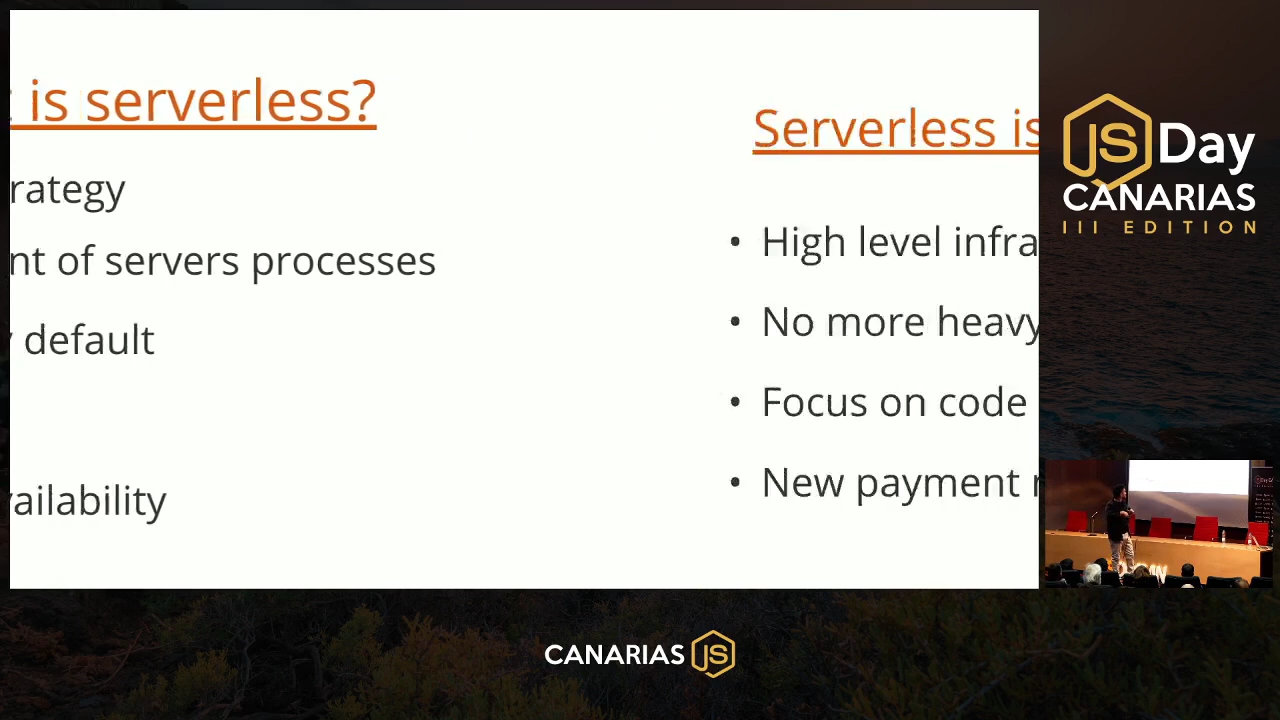 is serverless?
rategy
nt of servers processes
default
vailability
Serverless is
• High level infra
• No more heavy
• Focus on code
• New payment
JS Day
CANARIAS
III EDITION
CANARIAS JS